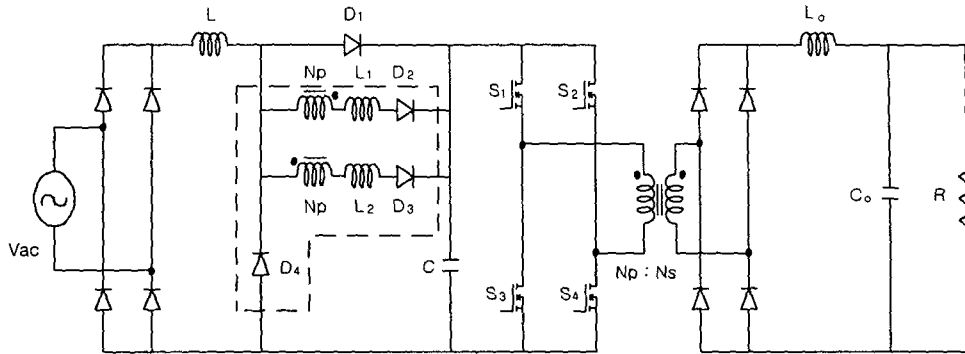 L
D1
Lo
Np
L1
D2
S1
S2
Np
L2
D3
Vac
D4
C
S3
S4
Np : Ns
Co
R